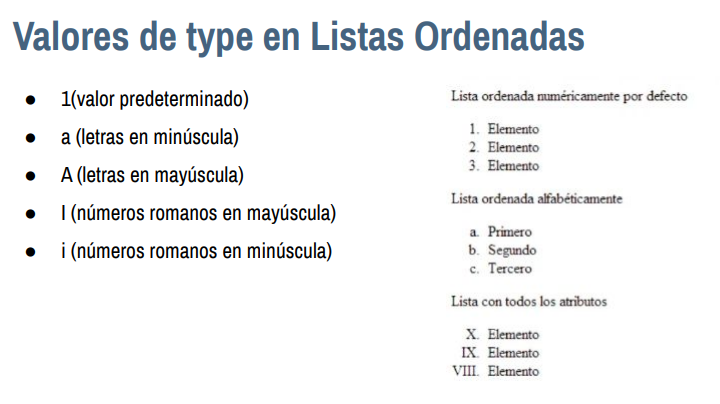 Valores de type en Listas Ordenadas
● 1(valor predeterminado)
● a (letras en minúscula)
● A (letras en mayúscula)
● I (números romanos en mayúscula)
● i (números romanos en minúscula)
Lista ordenada numéricamente por defecto
1. Elemento
2. Elemento
3. Elemento
Lista ordenada alfabéticamente
a. Primero
b. Segundo
c. Tercero
Lista con todos los atributos
X. Elemento
IX. Elemento
VIII. Elemento